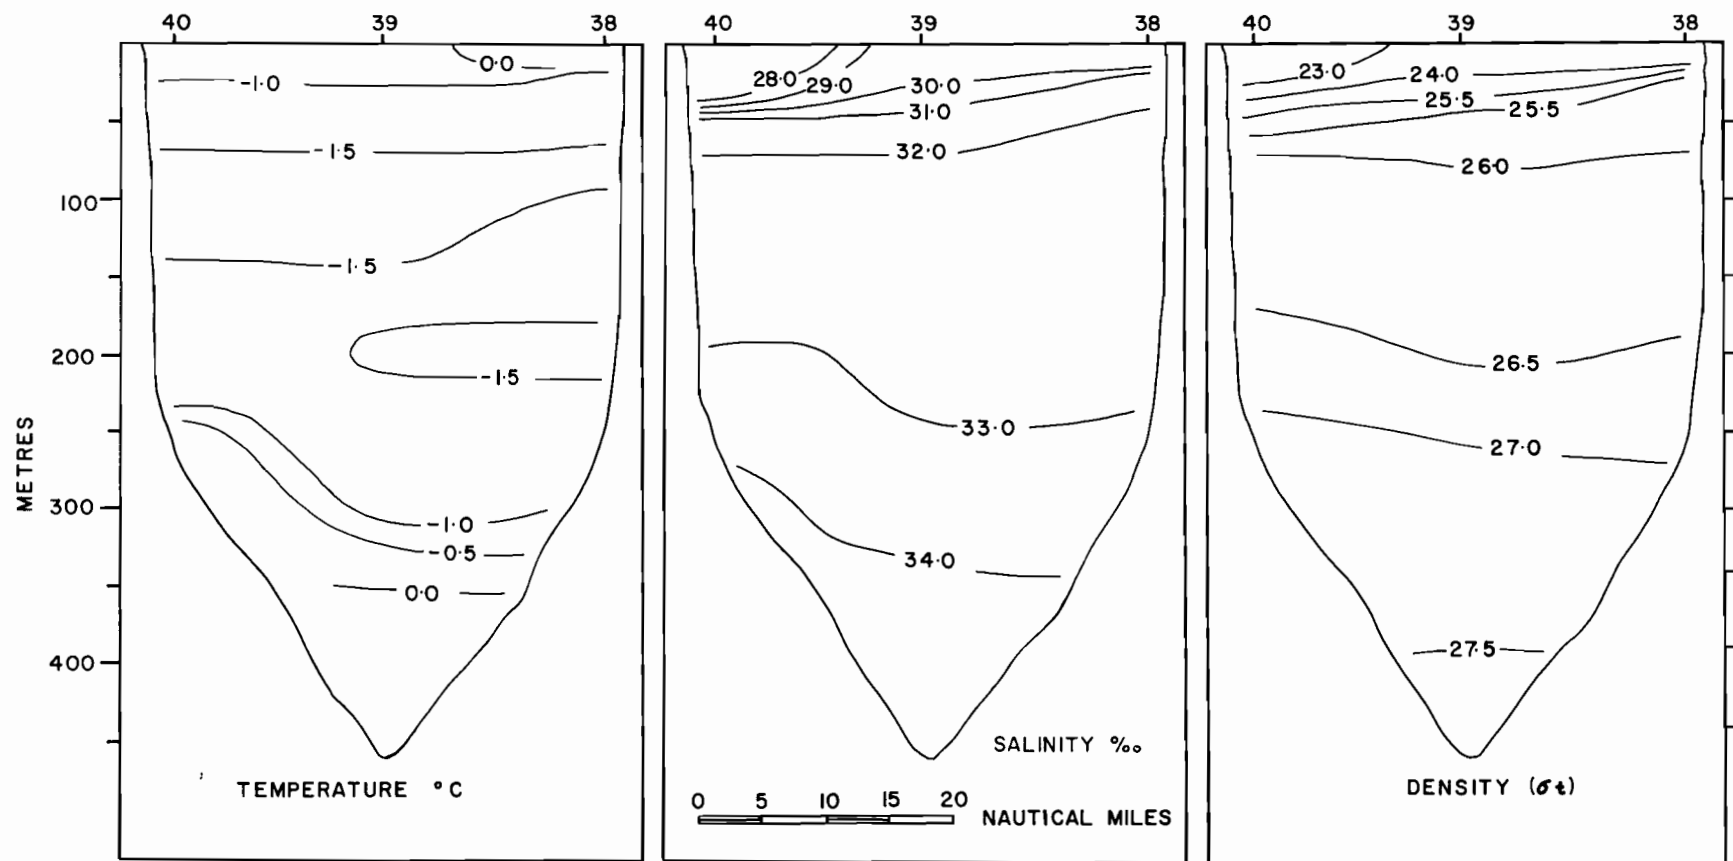 40 39 38 40 39 38 40 39 38
0.0
-1.0
-1.5
-1.5
-1.5
-1.0
-0.5
0.0
28.0 29.0 30.0
31.0
32.0
33.0
34.0
23.0 24.0
25.5 25.5
26.0
26.5
27.0
27.5
100
200
300
400
METRES
TEMPERATURE °C
SALINITY ‰
0 5 10 15 20
NAUTICAL MILES
DENSITY (σt)